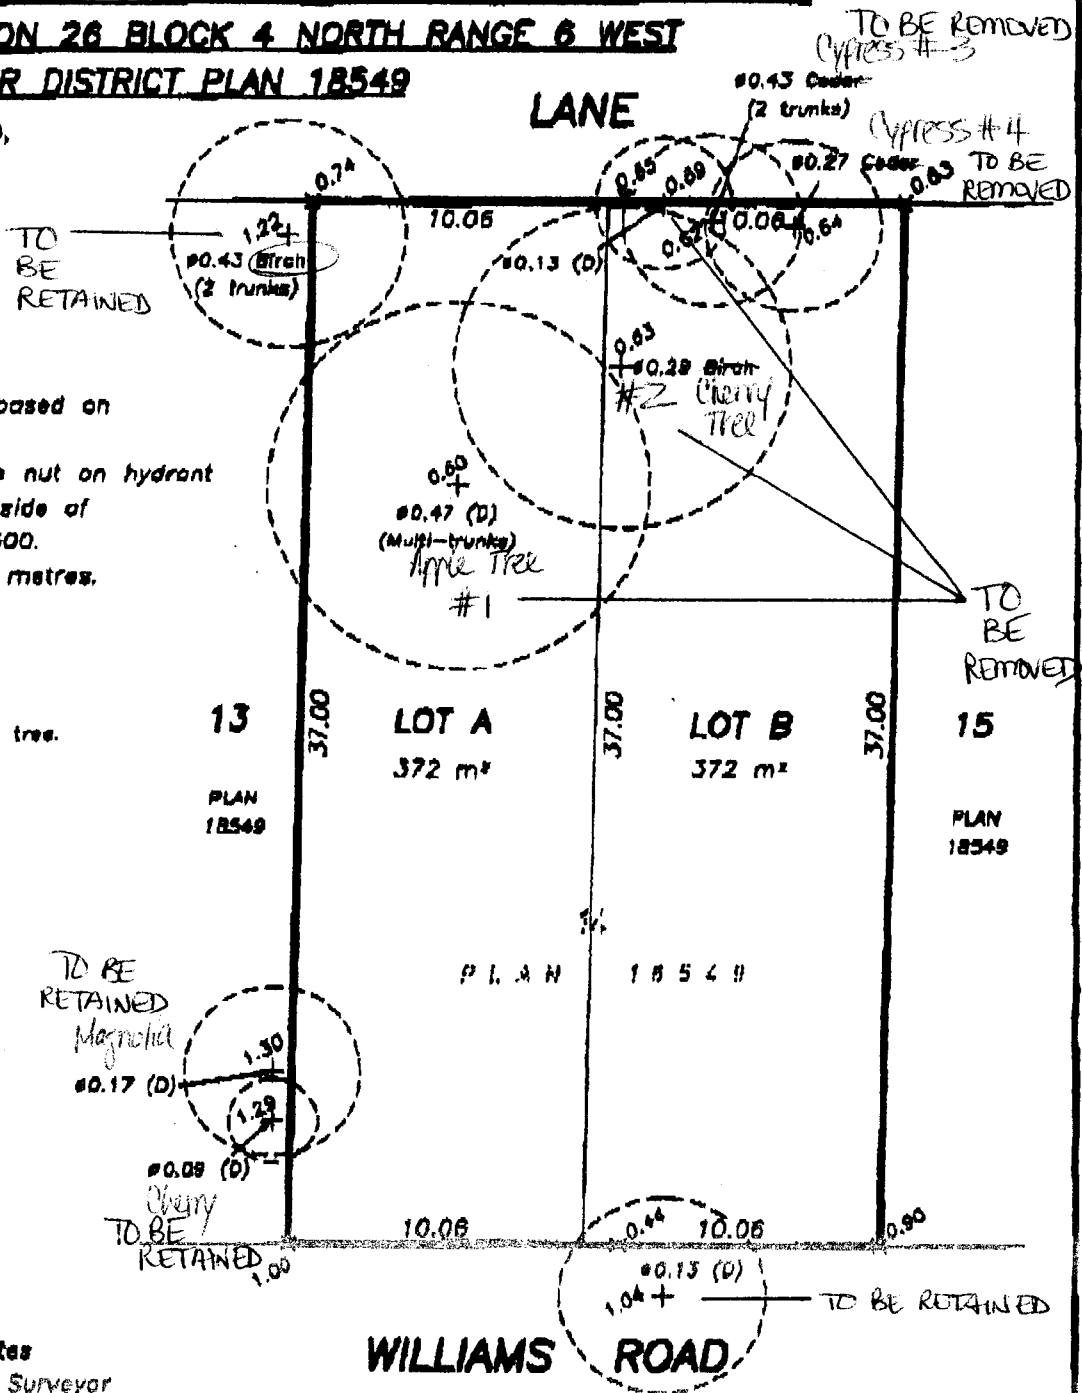 ON 26 BLOCK 4 NORTH RANGE 6 WEST
R DISTRICT PLAN 18549
TO BE REMOVED
Cypress #3
LANE
ø0.43 Cedar
(2 trunks)
Cypress #4
ø0.27 Cedar
TO BE
REMOVED
0.74
0.65
0.69
0.83
10.06
10.06
1.22
TO
BE
RETAINED
ø0.43 Birch
(2 trunks)
ø0.13 (D)
0.62
0.64
0.63
ø0.29 Birch
#2 Cherry
Tree
based on
nut on hydrant
side of
500.
metres.
0.60
ø0.47 (D)
(Multi-trunks)
Apple Tree
#1
TO
BE
REMOVED
tree.
13
LOT A
372 m²
37.00
37.00
LOT B
372 m²
37.00
15
PLAN
18549
PLAN
18549
14
PLAN 18549
TO BE
RETAINED
Magnolia
1.30
ø0.17 (D)
1.29
ø0.09 (D)
Cherry
TO BE
RETAINED
10.06
0.44
10.06
0.90
1.00
ø0.13 (D)
1.04
TO BE RETAINED
WILLIAMS ROAD
Surveyor